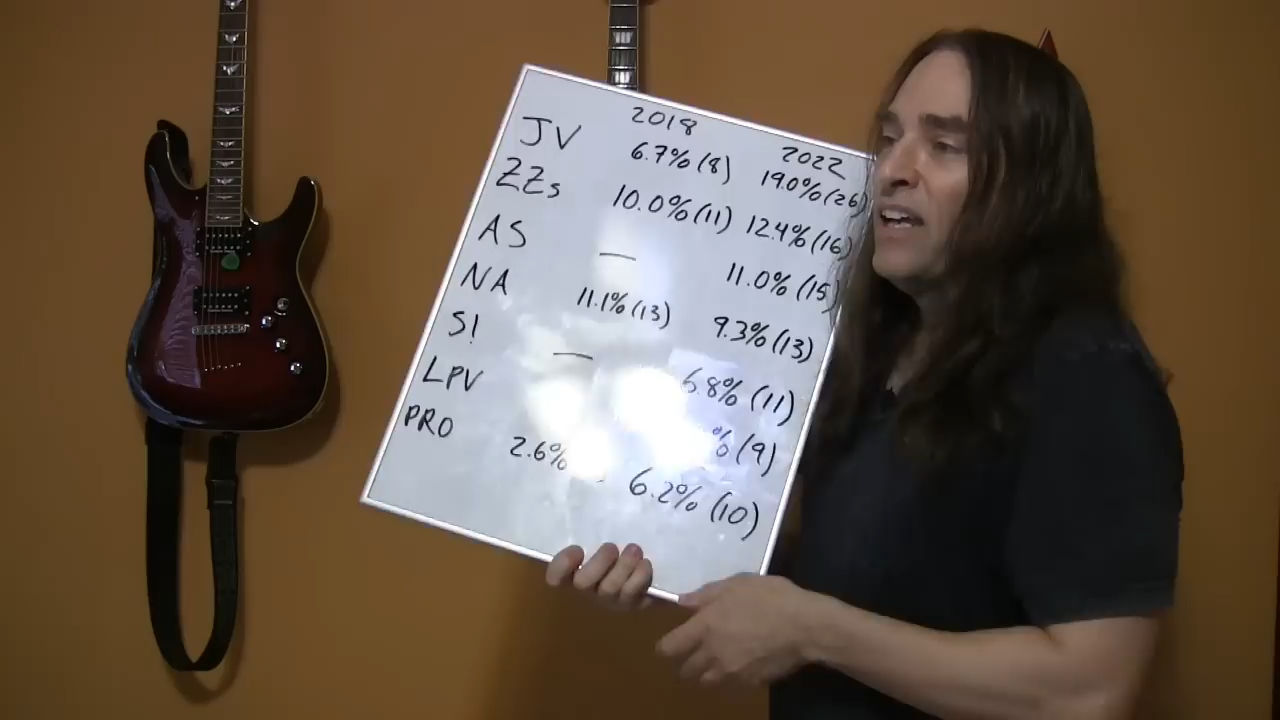 2018 2022
JV 6.7% (8) 19.0% (26)
ZZs 10.0% (11) 12.4% (16)
AS — 11.0% (15)
NA 11.1% (13) 9.3% (13)
S! — 6.8% (11)
LPV % (9)
PRO 2.6% 6.2% (10)